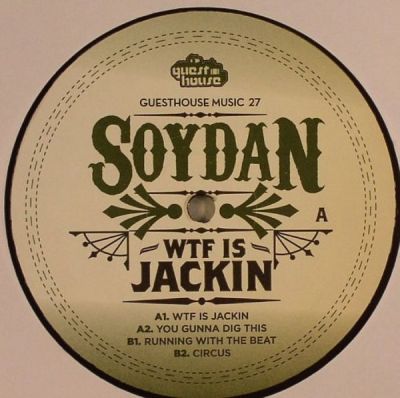 guest
house
GUESTHOUSE MUSIC 27
SOYDAN
A
WTF IS
JACKIN
A1. WTF IS JACKIN
A2. YOU GUNNA DIG THIS
B1. RUNNING WITH THE BEAT
B2. CIRCUS